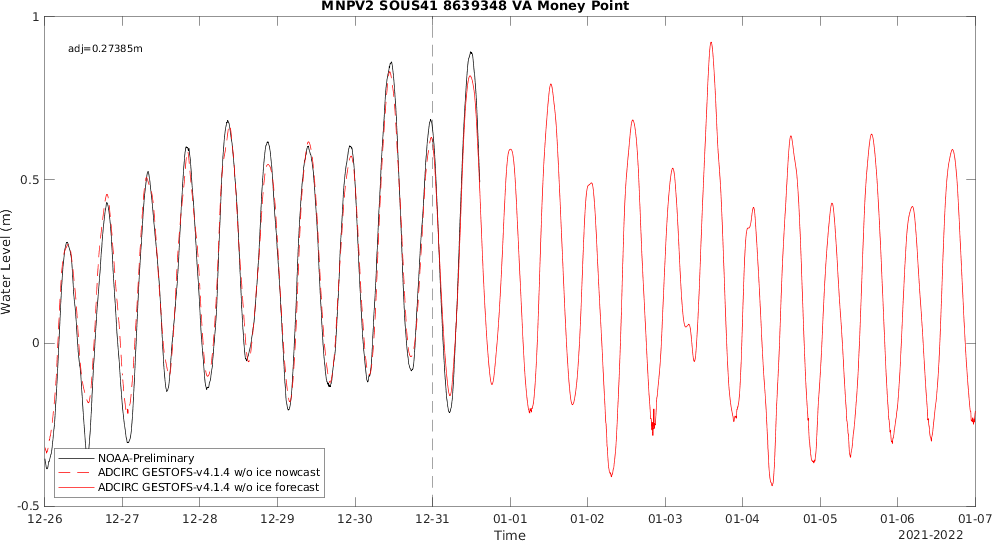 MNPV2 SOUS41 8639348 VA Money Point
adj=0.27385m
1
0.5
0
-0.5
Water Level (m)
NOAA-Preliminary
ADCIRC GESTOFS-v4.1.4 w/o ice nowcast
ADCIRC GESTOFS-v4.1.4 w/o ice forecast
12-26 12-27 12-28 12-29 12-30 12-31 01-01 01-02 01-03 01-04 01-05 01-06 01-07
Time
2021-2022